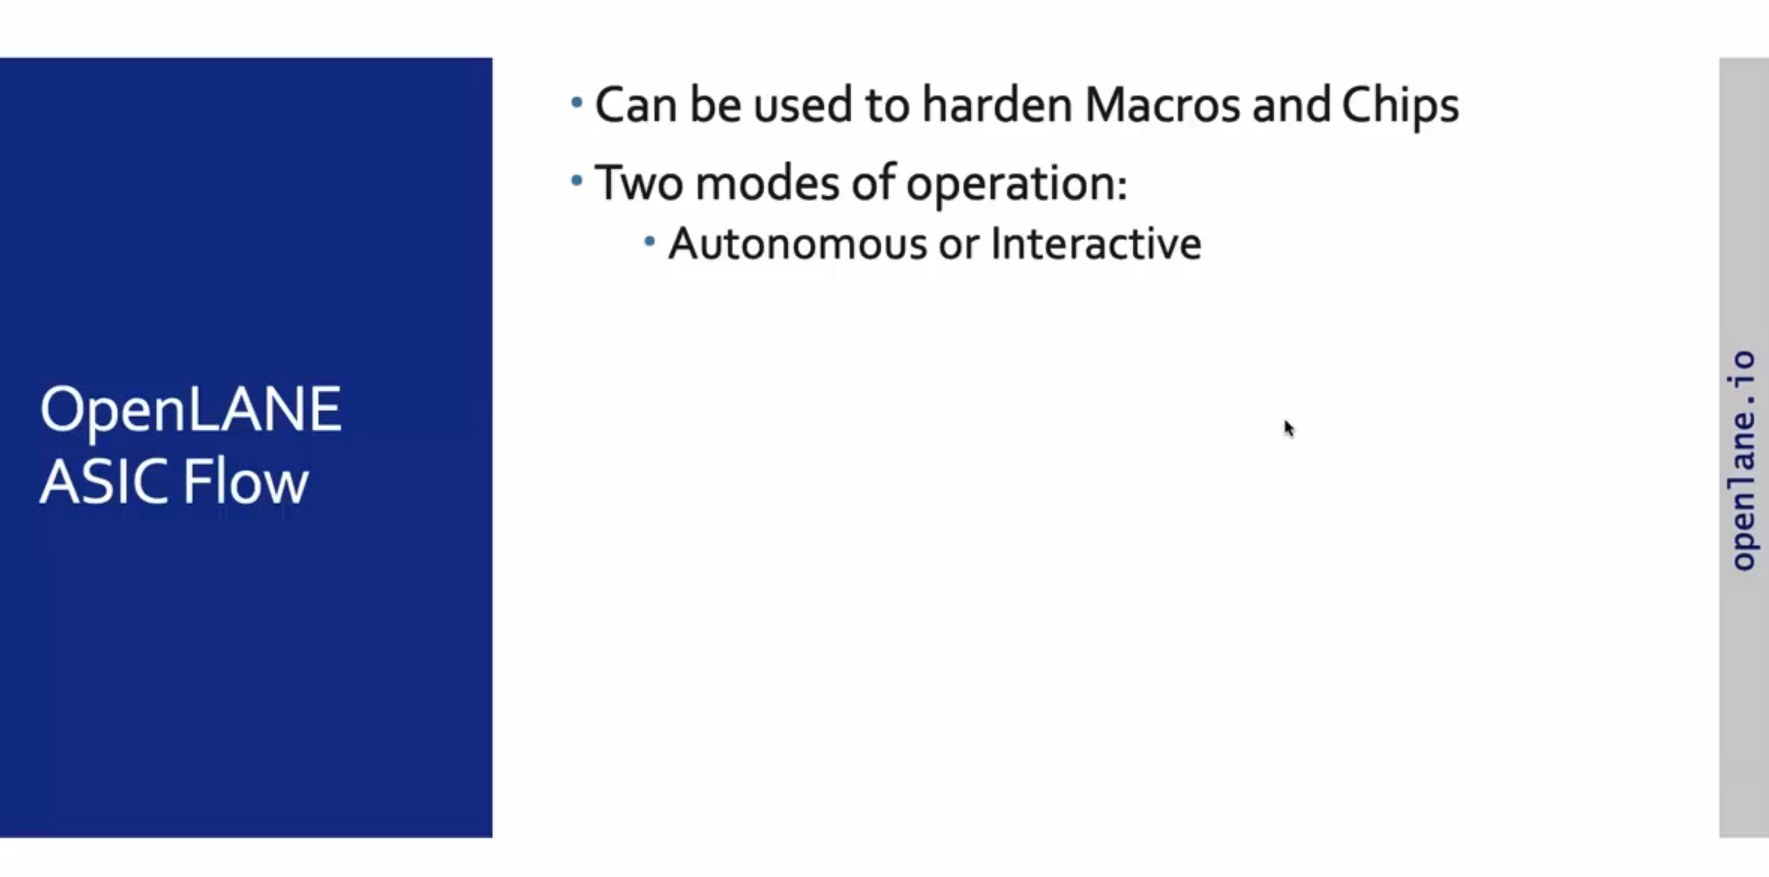 OpenLANE
ASIC Flow
• Can be used to harden Macros and Chips
• Two modes of operation:
• Autonomous or Interactive
openlane.io